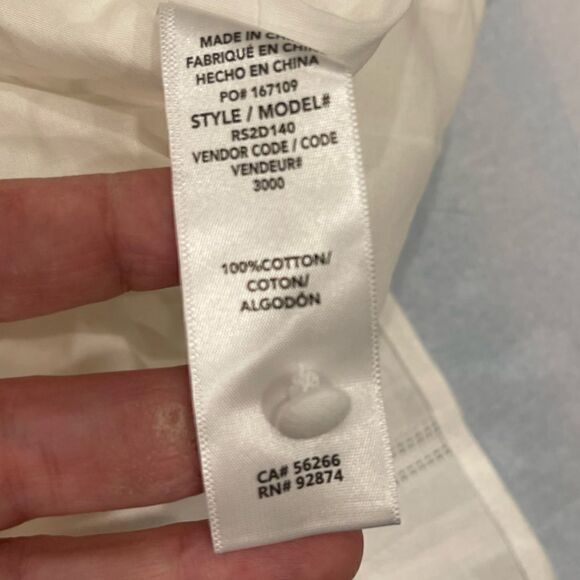 MADE IN
FABRIQUÉ EN
HECHO EN CHINA
PO# 167109
STYLE / MODEL#
RS2D140
VENDOR CODE / CODE
VENDEUR#
3000
100%COTTON/
COTON/
ALGODÓN
CA# 56266
RN# 92874